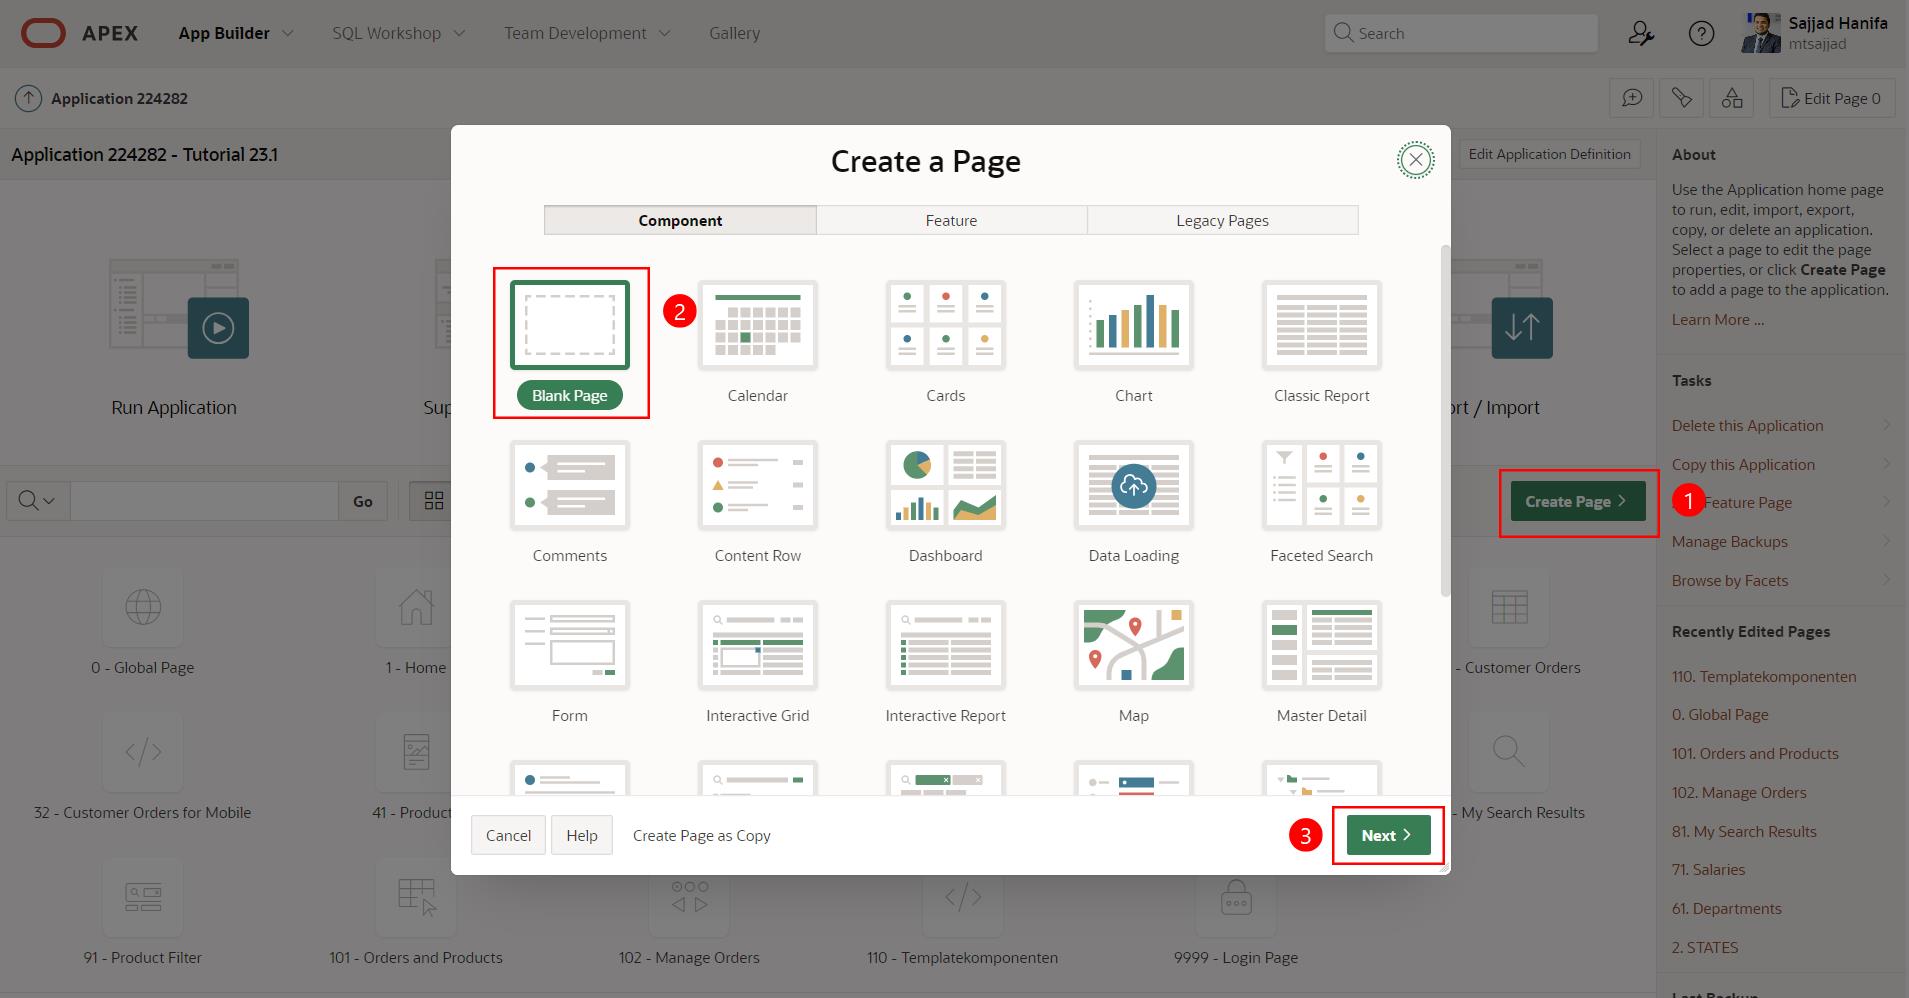 APEX
App Builder
SQL Workshop
Team Development
Gallery
Search
Sajjad Hanifa
mtsajjad
Application 224282
Edit Page 0
Application 224282 - Tutorial 23.1
Edit Application Definition
Run Application
Sup
ort / Import
Go
Create Page
1
0 - Global Page
1 - Home
- Customer Orders
32 - Customer Orders for Mobile
41 - Product
- My Search Results
91 - Product Filter
101 - Orders and Products
102 - Manage Orders
110 - Templatekomponenten
9999 - Login Page
Create a Page
Component
Feature
Legacy Pages
2
Blank Page
Calendar
Cards
Chart
Classic Report
Comments
Content Row
Dashboard
Data Loading
Faceted Search
Form
Interactive Grid
Interactive Report
Map
Master Detail
Cancel
Help
Create Page as Copy
3
Next
About
Use the Application home page
to run, edit, import, export,
copy, or delete an application.
Select a page to edit the page
properties, or click Create Page
to add a page to the application.
Learn More ...
Tasks
Delete this Application
Copy this Application
Feature Page
Manage Backups
Browse by Facets
Recently Edited Pages
110. Templatekomponenten
0. Global Page
101. Orders and Products
102. Manage Orders
81. My Search Results
71. Salaries
61. Departments
2. STATES
Last Backup